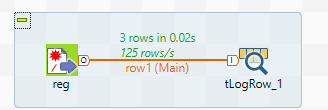 3 rows in 0.02s
125 rows/s
O
I
row1 (Main)
reg
tLogRow_1